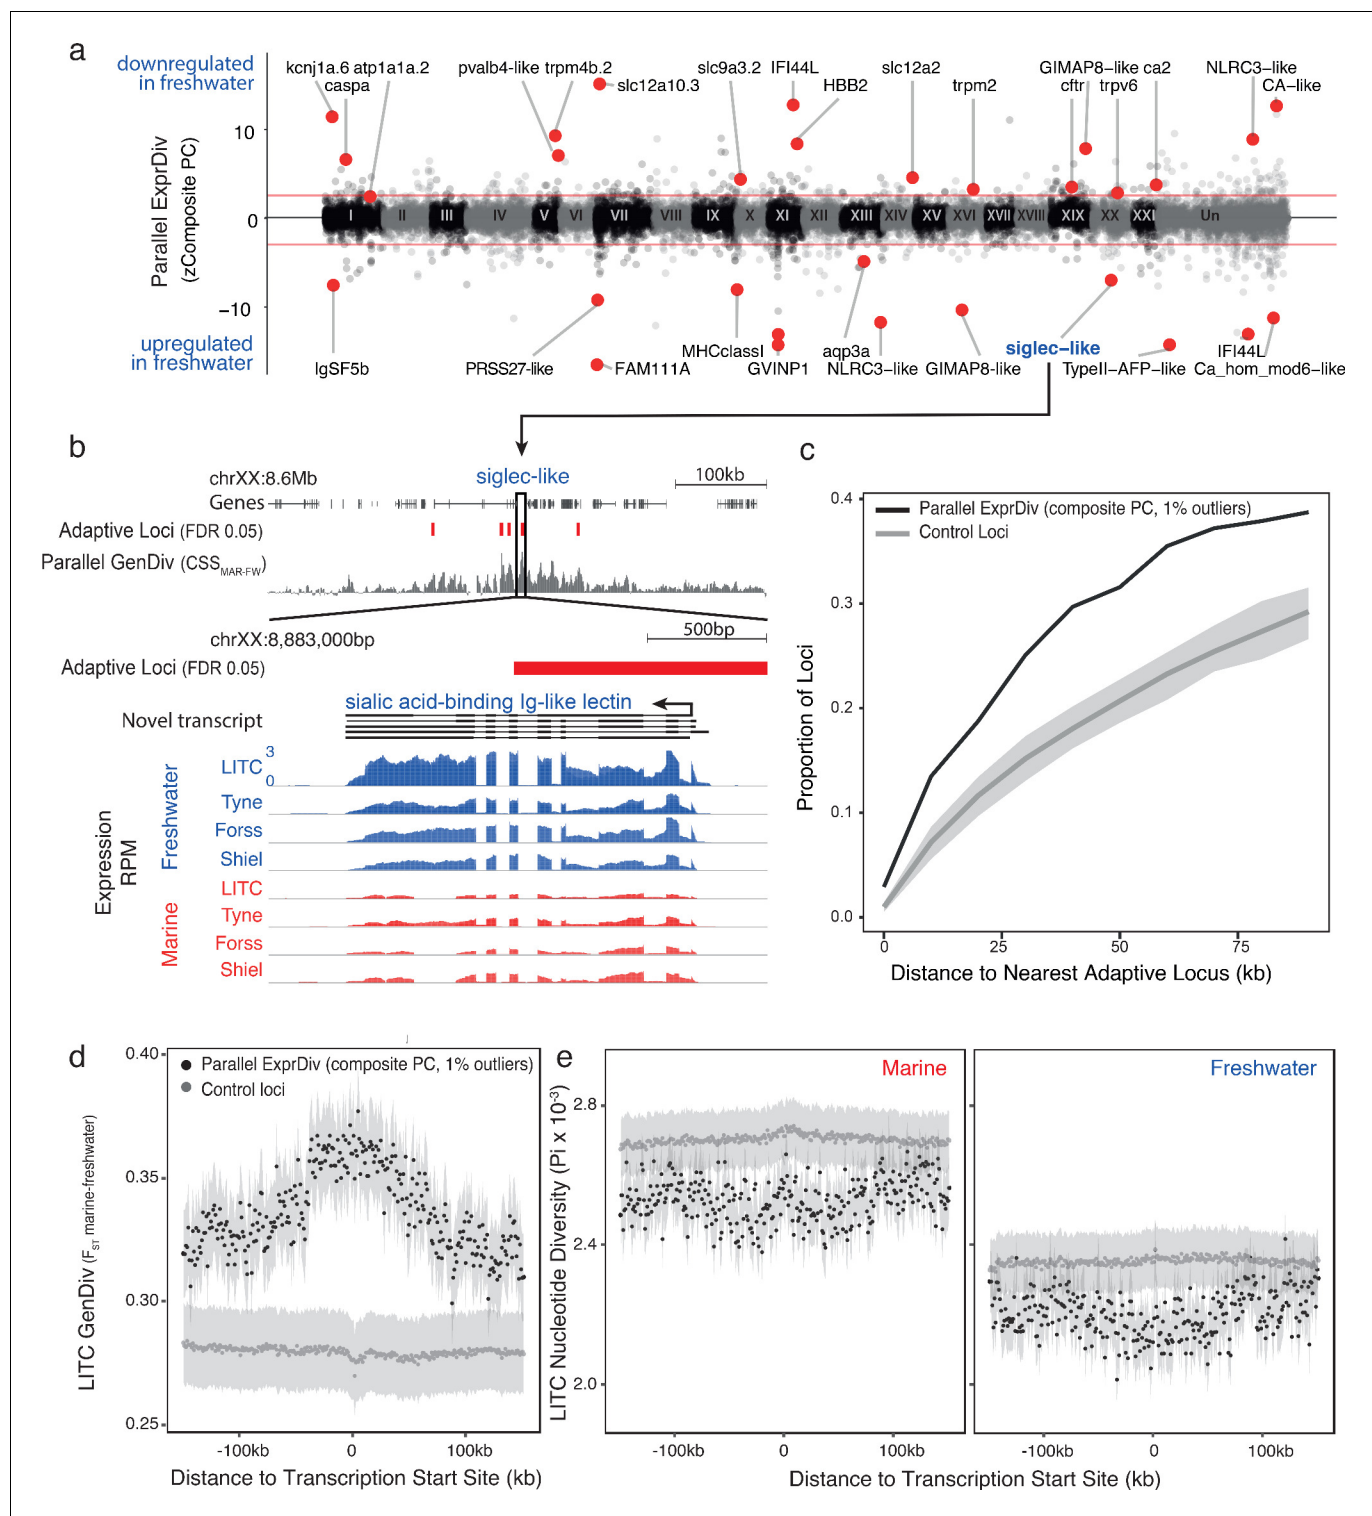 a
downregulated
in freshwater
kcnj1a.6 atp1a1a.2 pvalb4-like trpm4b.2 slc9a3.2 IFI44L slc12a2 GIMAP8-like ca2 NLRC3-like
caspa slc12a10.3 HBB2 trpm2 cftr trpv6 CA-like
Parallel ExprDiv
(zComposite PC)
10
0
−10
I II III IV V VI VII VIII IX X XI XII XIII XIV XV XVI XVII XVIII XIX XX XXI Un
upregulated
in freshwater
MHCclassI aqp3a siglec−like IFI44L
IgSF5b PRSS27-like FAM111A GVINP1 NLRC3−like GIMAP8-like TypeII−AFP−like Ca_hom_mod6−like
b
chrXX:8.6Mb
siglec-like
100kb
Genes
Adaptive Loci (FDR 0.05)
Parallel GenDiv (CSSMAR-FW)
chrXX:8,883,000bp
500bp
Adaptive Loci (FDR 0.05)
sialic acid-binding Ig-like lectin
Novel transcript
Expression
RPM
Freshwater
LITC
3
0
Tyne
Forss
Shiel
Marine
LITC
Tyne
Forss
Shiel
c
Parallel ExprDiv (composite PC, 1% outliers)
Control Loci
Proportion of Loci
0.4
0.3
0.2
0.1
0.0
0 25 50 75
Distance to Nearest Adaptive Locus (kb)
d
Parallel ExprDiv (composite PC, 1% outliers)
Control loci
LITC GenDiv (FST marine-freshwater)
0.40
0.35
0.30
0.25
-100kb 0 100kb
Distance to Transcription Start Site (kb)
e
Marine
Freshwater
LITC Nucleotide Diversity (Pi x 10-3)
2.8
2.4
2.0
-100kb 0 100kb
-100kb 0 100kb
Distance to Transcription Start Site (kb)